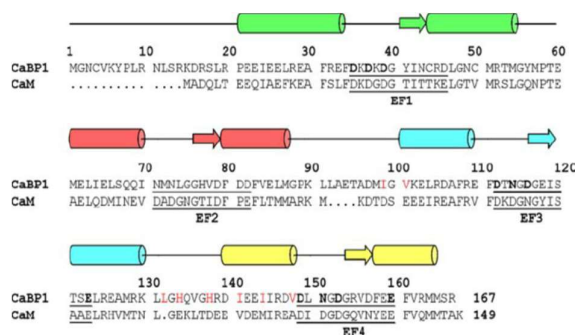 1 10 20 30 40 50 60
CaBP1 MGNCVKYPLR NLSRKDRSLR PEEIEELREA FREFDKDKDG YINCRDLGNC MRTMGYMPTE
CaM ..............MADQLT EEQIAEFKEA FSLFDKDGDG TITTKELGTV MRSLGQNPTE
EF1
70 80 90 100 110 120
CaBP1 MELIELSQQI NMNLGGHVDF DDFVELMGPK LLAETADMIG VKELRDAFRE FDTNGDGEIS
CaM AELQDMINEV DADGNGTIDF PEFLTMMARK M....KDTDS EEEIREAFRV FDKDGNGYIS
EF2 EF3
130 140 150 160
CaBP1 TSELREAMRK LLGHQVGHRD IEEIIRDVDL NGDGRVDFEE FVRMMSR 167
CaM AAELRHVMTN L.GEKLTDEE VDEMIREADI DGDGQVNYEE FVQMMTAK 149
EF4